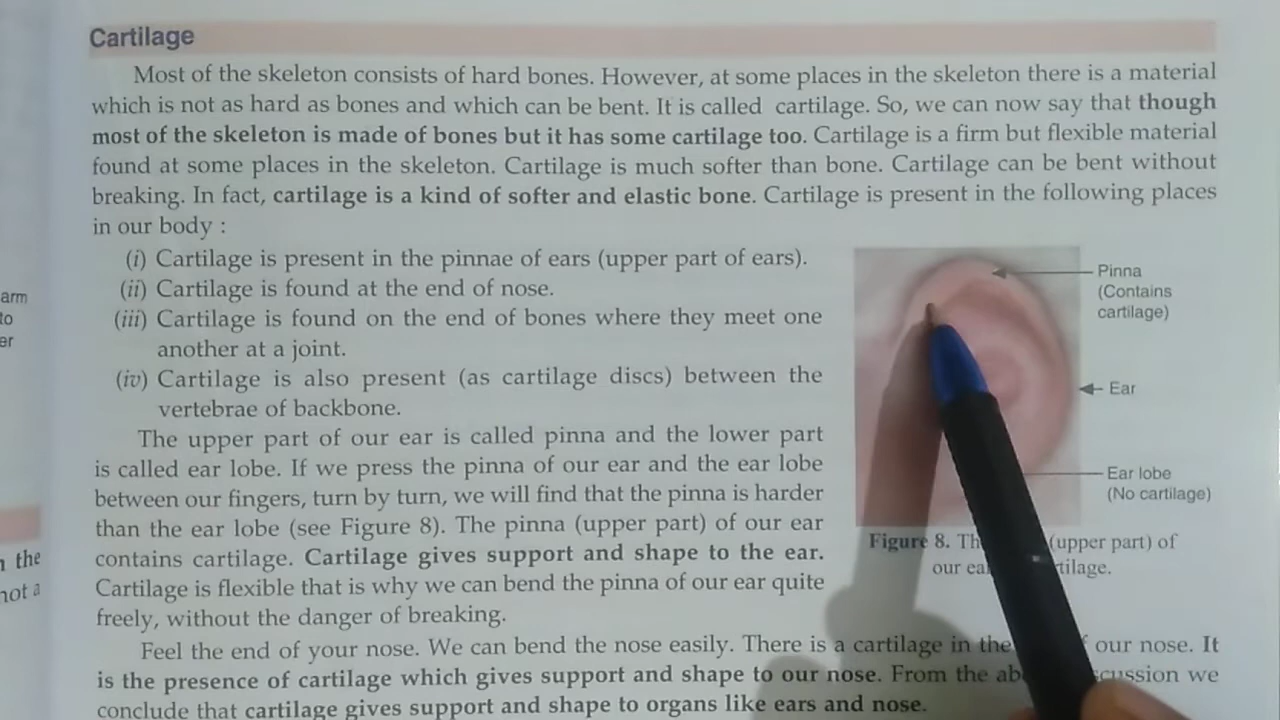 Cartilage
Most of the skeleton consists of hard bones. However, at some places in the skeleton there is a material
which is not as hard as bones and which can be bent. It is called cartilage. So, we can now say that though
most of the skeleton is made of bones but it has some cartilage too. Cartilage is a firm but flexible material
found at some places in the skeleton. Cartilage is much softer than bone. Cartilage can be bent without
breaking. In fact, cartilage is a kind of softer and elastic bone. Cartilage is present in the following places
in our body :
(i) Cartilage is present in the pinnae of ears (upper part of ears).
(ii) Cartilage is found at the end of nose.
(iii) Cartilage is found on the end of bones where they meet one
another at a joint.
(iv) Cartilage is also present (as cartilage discs) between the
vertebrae of backbone.
The upper part of our ear is called pinna and the lower part
is called ear lobe. If we press the pinna of our ear and the ear lobe
between our fingers, turn by turn, we will find that the pinna is harder
than the ear lobe (see Figure 8). The pinna (upper part) of our ear
contains cartilage. Cartilage gives support and shape to the ear.
Cartilage is flexible that is why we can bend the pinna of our ear quite
freely, without the danger of breaking.
Pinna
(Contains
cartilage)
Ear
Ear lobe
(No cartilage)
Figure 8. (upper part) of
our
Feel the end of your nose. We can bend the nose easily. There is a cartilage in the our nose. It
is the presence of cartilage which gives support and shape to our nose. From the we
conclude that cartilage gives support and shape to organs like ears and nose.
arm
to
er
the
not a